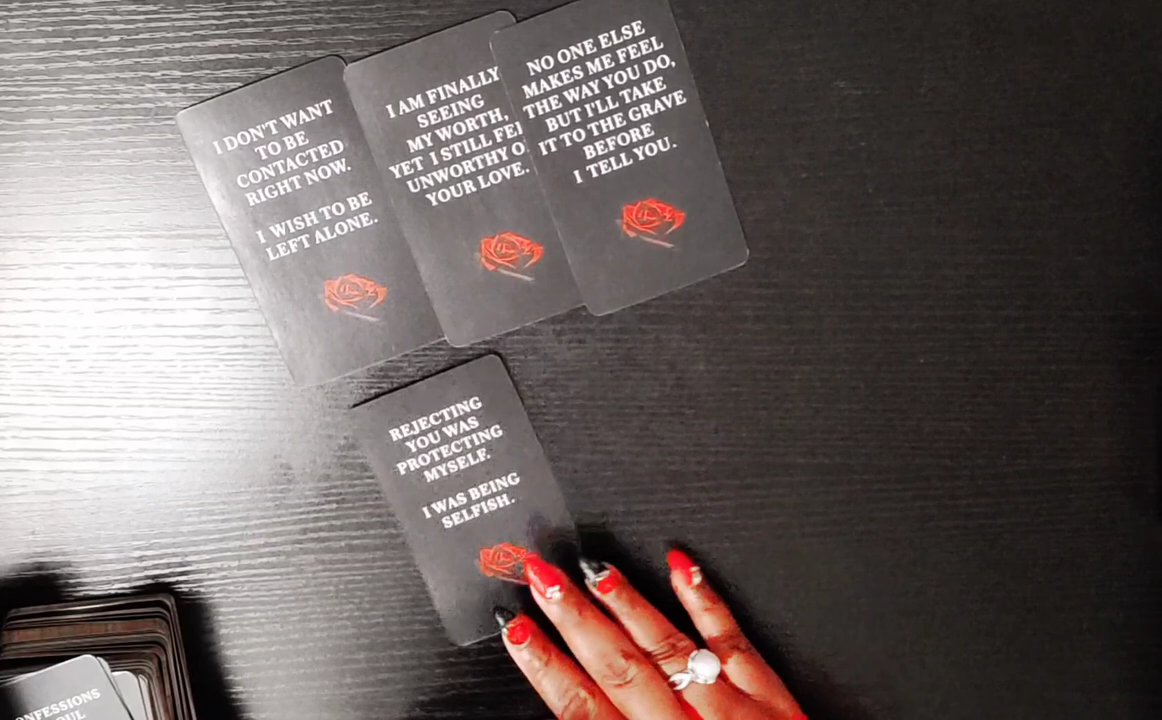 I DON'T WANT
TO BE
CONTACTED
RIGHT NOW.
I WISH TO BE
LEFT ALONE.
I AM FINALLY
SEEING
MY WORTH,
YET I STILL
UNWORTHY
YOUR LOVE.
NO ONE ELSE
MAKES ME FEEL
THE WAY YOU DO,
BUT I'LL TAKE
IT TO THE GRAVE
BEFORE
I TELL YOU.
REJECTING
YOU WAS
PROTECTING
MYSELF.
I WAS BEING
SELFISH.